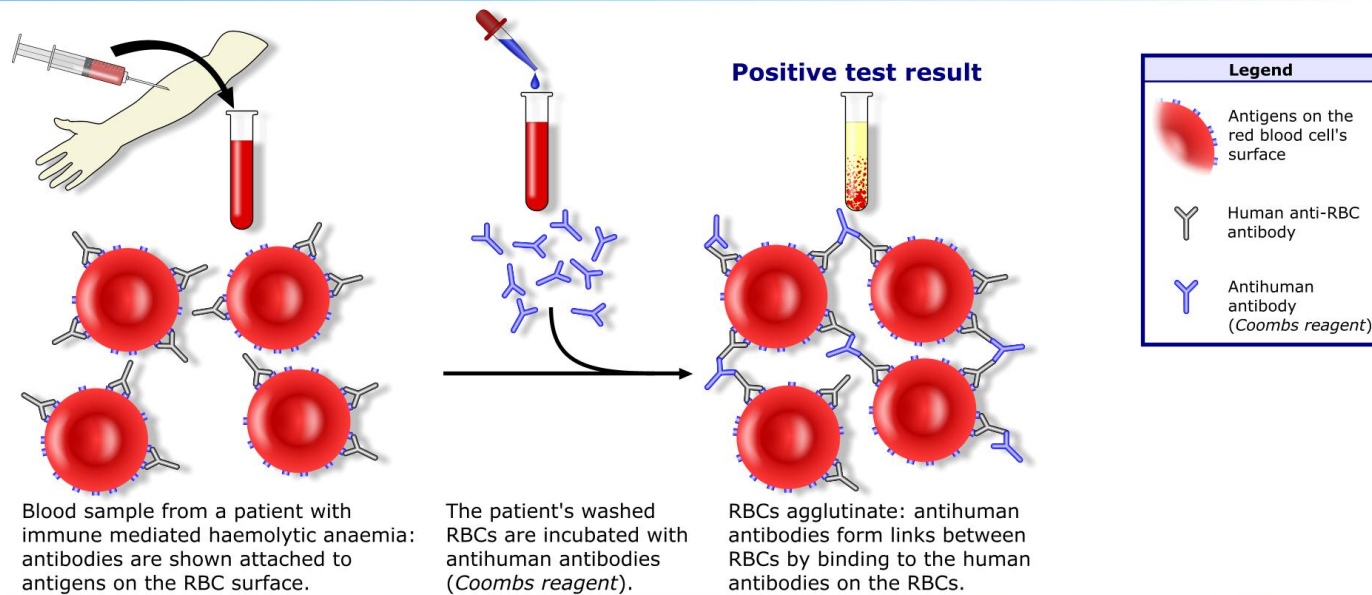 Positive test result
Legend
Antigens on the
red blood cell's
surface
Human anti-RBC
antibody
Antihuman
antibody
(Coombs reagent)
Blood sample from a patient with
immune mediated haemolytic anaemia:
antibodies are shown attached to
antigens on the RBC surface.
The patient's washed
RBCs are incubated with
antihuman antibodies
(Coombs reagent).
RBCs agglutinate: antihuman
antibodies form links between
RBCs by binding to the human
antibodies on the RBCs.